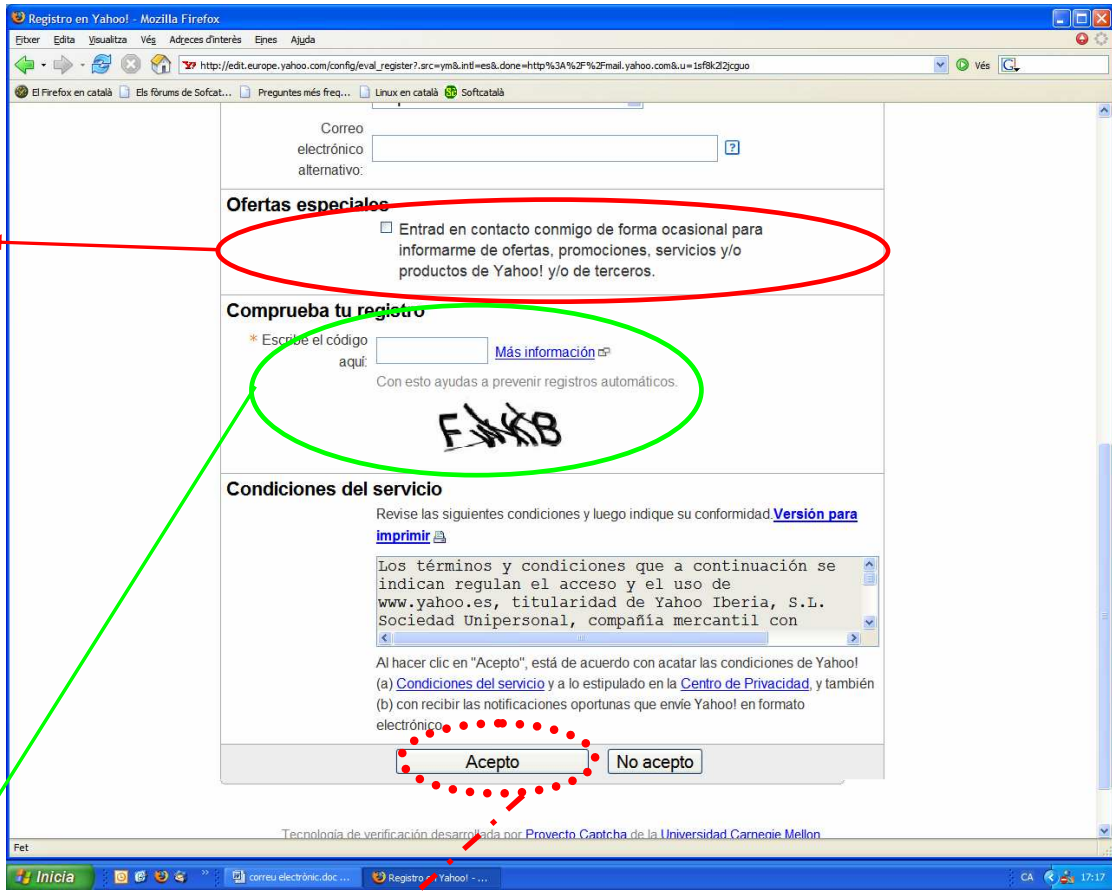 Registro en Yahoo! - Mozilla Firefox
Fitxer Edita Visualitza Vés Adreces d'interès Eines Ajuda
http://edit.europe.yahoo.com/config/eval_register?.src=ym&.intl=es&.done=http%3A%2F%2Fmail.yahoo.com&.u=1sf8k2l2jcguo Vés
El Firefox en català Els fòrums de Sofcat... Preguntes més freq... Linux en català Softcatalà
Correo
electrónico
alternativo:
?
Ofertas especiales
Entrad en contacto conmigo de forma ocasional para
informarme de ofertas, promociones, servicios y/o
productos de Yahoo! y/o de terceros.
Comprueba tu registro
* Escribe el código
aquí:
Más información
Con esto ayudas a prevenir registros automáticos.
Condiciones del servicio
Revise las siguientes condiciones y luego indique su conformidad.Versión para
imprimir
Los términos y condiciones que a continuación se
indican regulan el acceso y el uso de
www.yahoo.es, titularidad de Yahoo Iberia, S.L.
Sociedad Unipersonal, compañía mercantil con
Al hacer clic en "Acepto", está de acuerdo con acatar las condiciones de Yahoo!
(a) Condiciones del servicio y a lo estipulado en la Centro de Privacidad, y también
(b) con recibir las notificaciones oportunas que envíe Yahoo! en formato
electrónico.
Acepto No acepto
Tecnología de verificación desarrollada por Proyecto Captcha de la Universidad Carnegie Mellon
Fet
Inicia correu electrònic.doc ... Registro en Yahoo! - ... CA 17:17